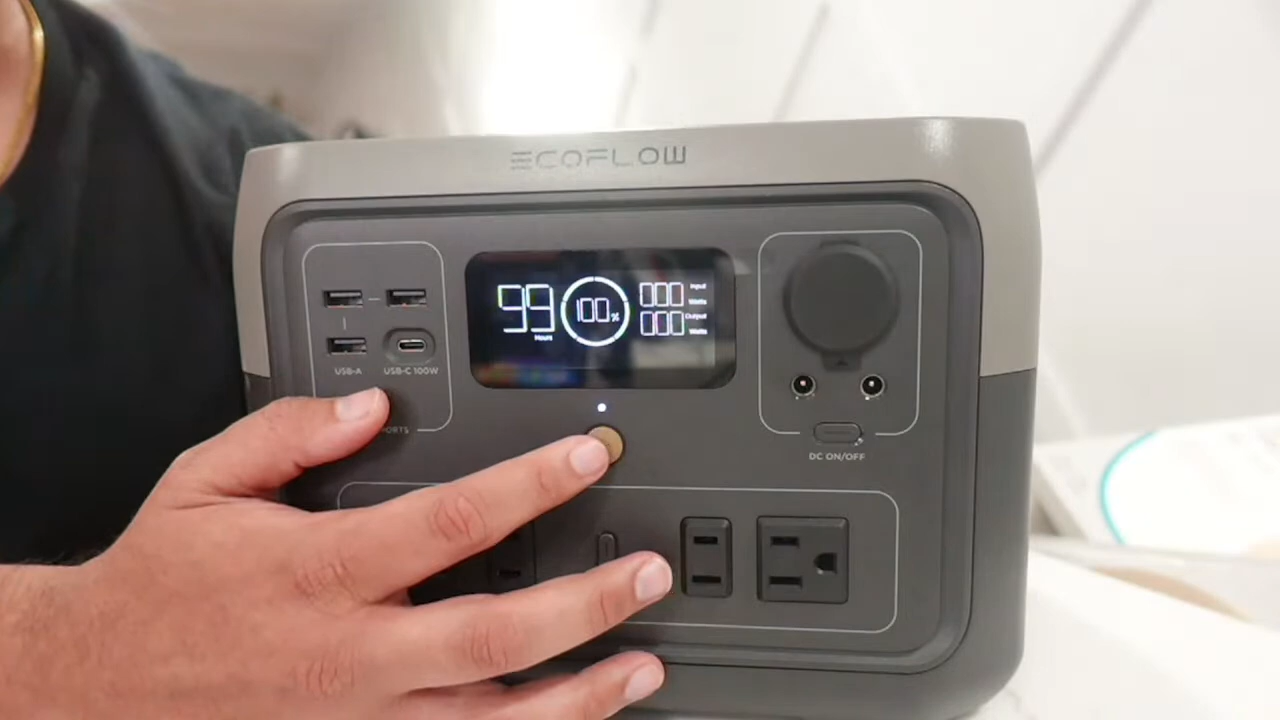 ECOFLOW
99
Hours
100%
000
Input
Watts
000
Output
Watts
USB-A
USB-C 100W
PORTS
DC ON/OFF